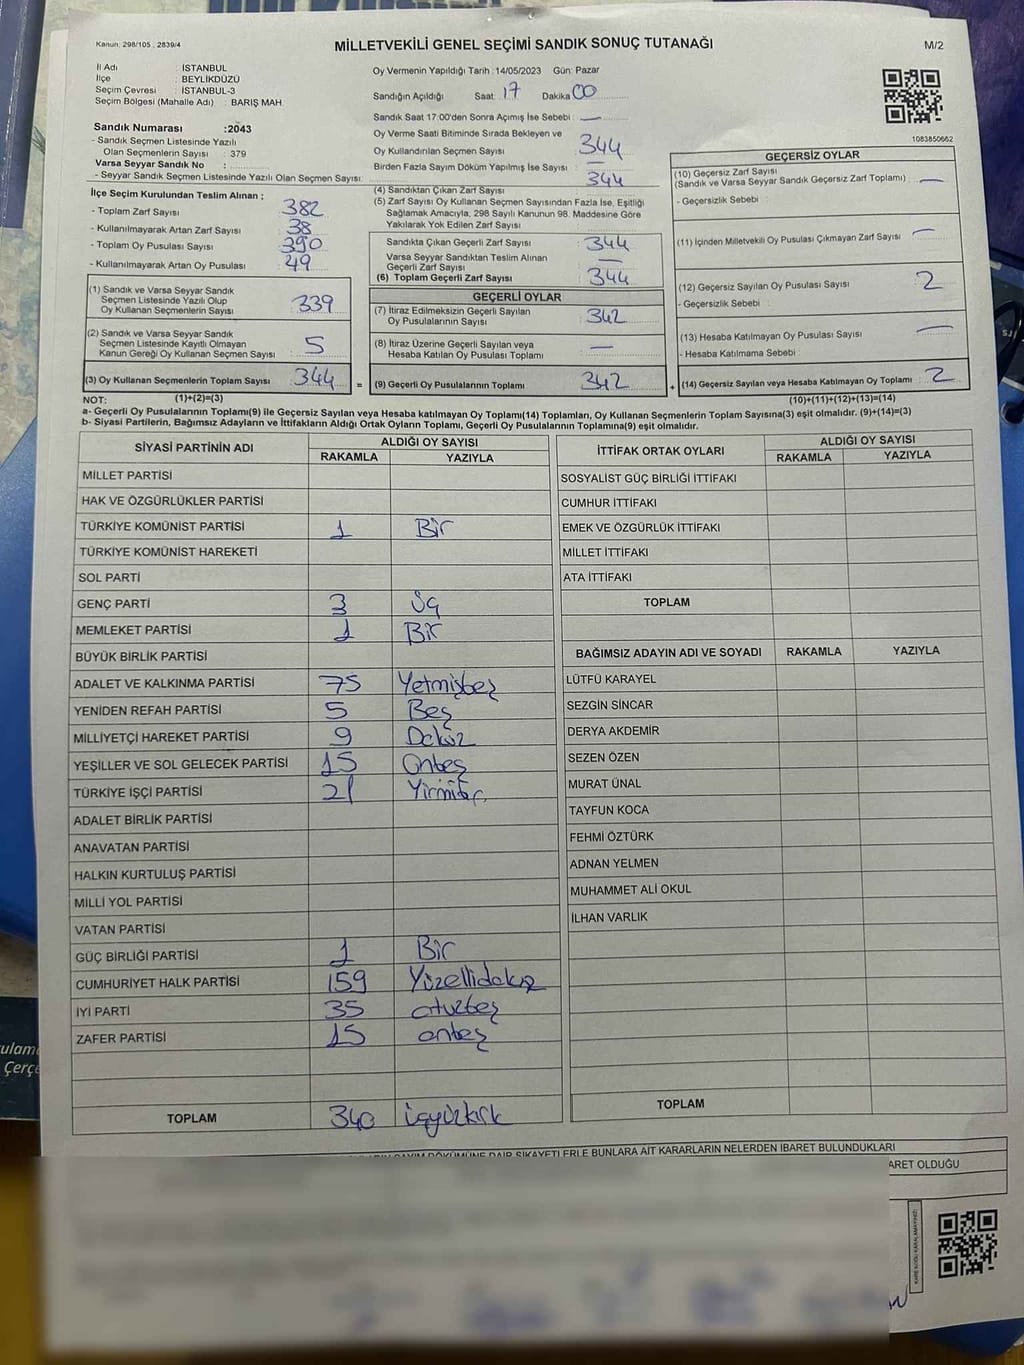 Kanun. 298/105 , 2839/4
MİLLETVEKİLİ GENEL SEÇİMİ SANDIK SONUÇ TUTANAĞI
M/2
İl Adı : İSTANBUL
İlçe : BEYLİKDÜZÜ
Seçim Çevresi : İSTANBUL-3
Seçim Bölgesi (Mahalle Adı) : BARIŞ MAH.
Sandık Numarası :2043
- Sandık Seçmen Listesinde Yazılı
Olan Seçmenlerin Sayısı : 379
Varsa Seyyar Sandık No :
- Seyyar Sandık Seçmen Listesinde Yazılı Olan Seçmen Sayısı:
İlçe Seçim Kurulundan Teslim Alınan :
- Toplam Zarf Sayısı 382
- Kullanılmayarak Artan Zarf Sayısı 38
- Toplam Oy Pusulası Sayısı 390
- Kullanılmayarak Artan Oy Pusulası 49
(1) Sandık ve Varsa Seyyar Sandık
Seçmen Listesinde Yazılı Olup
Oy Kullanan Seçmenlerin Sayısı 339
(2) Sandık ve Varsa Seyyar Sandık
Seçmen Listesinde Kayıtlı Olmayan
Kanun Gereği Oy Kullanan Seçmen Sayısı 5
(3) Oy Kullanan Seçmenlerin Toplam Sayısı 344
Oy Vermenin Yapıldığı Tarih :14/05/2023 Gün: Pazar
Sandığın Açıldığı Saat: 17 Dakika 00
Sandık Saat 17:00'den Sonra Açımış İse Sebebi : —
Oy Verme Saati Bitiminde Sırada Bekleyen ve
Oy Kullandırılan Seçmen Sayısı 344
Birden Fazla Sayım Döküm Yapılmış İse Sayısı : —
(4) Sandıktan Çıkan Zarf Sayısı 344
(5) Zarf Sayısı Oy Kullanan Seçmen Sayısından Fazla İse, Eşitliği
Sağlamak Amacıyla, 298 Sayılı Kanunun 98. Maddesine Göre
Yakılarak Yok Edilen Zarf Sayısı
Sandıkta Çıkan Geçerli Zarf Sayısı 344
Varsa Seyyar Sandıktan Teslim Alınan
Geçerli Zarf Sayısı —
(6) Toplam Geçerli Zarf Sayısı 344
GEÇERLİ OYLAR
(7) İtiraz Edilmeksizin Geçerli Sayılan
Oy Pusulalarının Sayısı 342
(8) İtiraz Üzerine Geçerli Sayılan veya
Hesaba Katılan Oy Pusulası Toplamı —
= (9) Geçerli Oy Pusulalarının Toplamı 342
1083850662
GEÇERSİZ OYLAR
(10) Geçersiz Zarf Sayısı
(Sandık ve Varsa Seyyar Sandık Geçersiz Zarf Toplamı) —
- Geçersizlik Sebebi :
(11) İçinden Milletvekili Oy Pusulası Çıkmayan Zarf Sayısı —
(12) Geçersiz Sayılan Oy Pusulası Sayısı 2
- Geçersizlik Sebebi :
(13) Hesaba Katılmayan Oy Pusulası Sayısı —
- Hesaba Katılmama Sebebi :
+ (14) Geçersiz Sayılan veya Hesaba Katılmayan Oy Toplamı 2
NOT: (1)+(2)=(3) (10)+(11)+(12)+(13)=(14)
a- Geçerli Oy Pusulalarının Toplamı(9) ile Geçersiz Sayılan veya Hesaba katılmayan Oy Toplamı(14) Toplamları, Oy Kullanan Seçmenlerin Toplam Sayısına(3) eşit olmalıdır. (9)+(14)=(3)
b- Siyasi Partilerin, Bağımsız Adayların ve İttifakların Aldığı Ortak Oyların Toplamı, Geçerli Oy Pusulalarının Toplamına(9) eşit olmalıdır.
SİYASİ PARTİNİN ADI ALDIĞI OY SAYISI
RAKAMLA YAZIYLA
MİLLET PARTİSİ
HAK VE ÖZGÜRLÜKLER PARTİSİ
TÜRKİYE KOMÜNİST PARTİSİ 1 Bir
TÜRKİYE KOMÜNİST HAREKETİ
SOL PARTİ
GENÇ PARTİ 3 Üç
MEMLEKET PARTİSİ 1 Bir
BÜYÜK BİRLİK PARTİSİ
ADALET VE KALKINMA PARTİSİ 75 Yetmişbeş
YENİDEN REFAH PARTİSİ 5 Beş
MİLLİYETÇİ HAREKET PARTİSİ 9 Dokuz
YEŞİLLER VE SOL GELECEK PARTİSİ 15 Onbeş
TÜRKİYE İŞÇİ PARTİSİ 21 Yirmibir
ADALET BİRLİK PARTİSİ
ANAVATAN PARTİSİ
HALKIN KURTULUŞ PARTİSİ
MİLLİ YOL PARTİSİ
VATAN PARTİSİ
GÜÇ BİRLİĞİ PARTİSİ 1 Bir
CUMHURİYET HALK PARTİSİ 159 Yüzellidokuz
İYİ PARTİ 35 otuzbeş
ZAFER PARTİSİ 15 onbeş
TOPLAM 340 üçyüzkırk
İTTİFAK ORTAK OYLARI ALDIĞI OY SAYISI
RAKAMLA YAZIYLA
SOSYALİST GÜÇ BİRLİĞİ İTTİFAKI
CUMHUR İTTİFAKI
EMEK VE ÖZGÜRLÜK İTTİFAKI
MİLLET İTTİFAKI
ATA İTTİFAKI
TOPLAM
BAĞIMSIZ ADAYIN ADI VE SOYADI RAKAMLA YAZIYLA
LÜTFÜ KARAYEL
SEZGİN SİNCAR
DERYA AKDEMİR
SEZEN ÖZEN
MURAT ÜNAL
TAYFUN KOCA
FEHMİ ÖZTÜRK
ADNAN YELMEN
MUHAMMET ALİ OKUL
İLHAN VARLIK
TOPLAM
SAYIM DÖKÜMÜNE DAİR ŞİKAYETLERLE BUNLARA AİT KARARLARIN NELERDEN İBARET BULUNDUKLARI
ARET OLDUĞU
KARE KODU KARALAMAYINIZ!
ulama
Çerçe